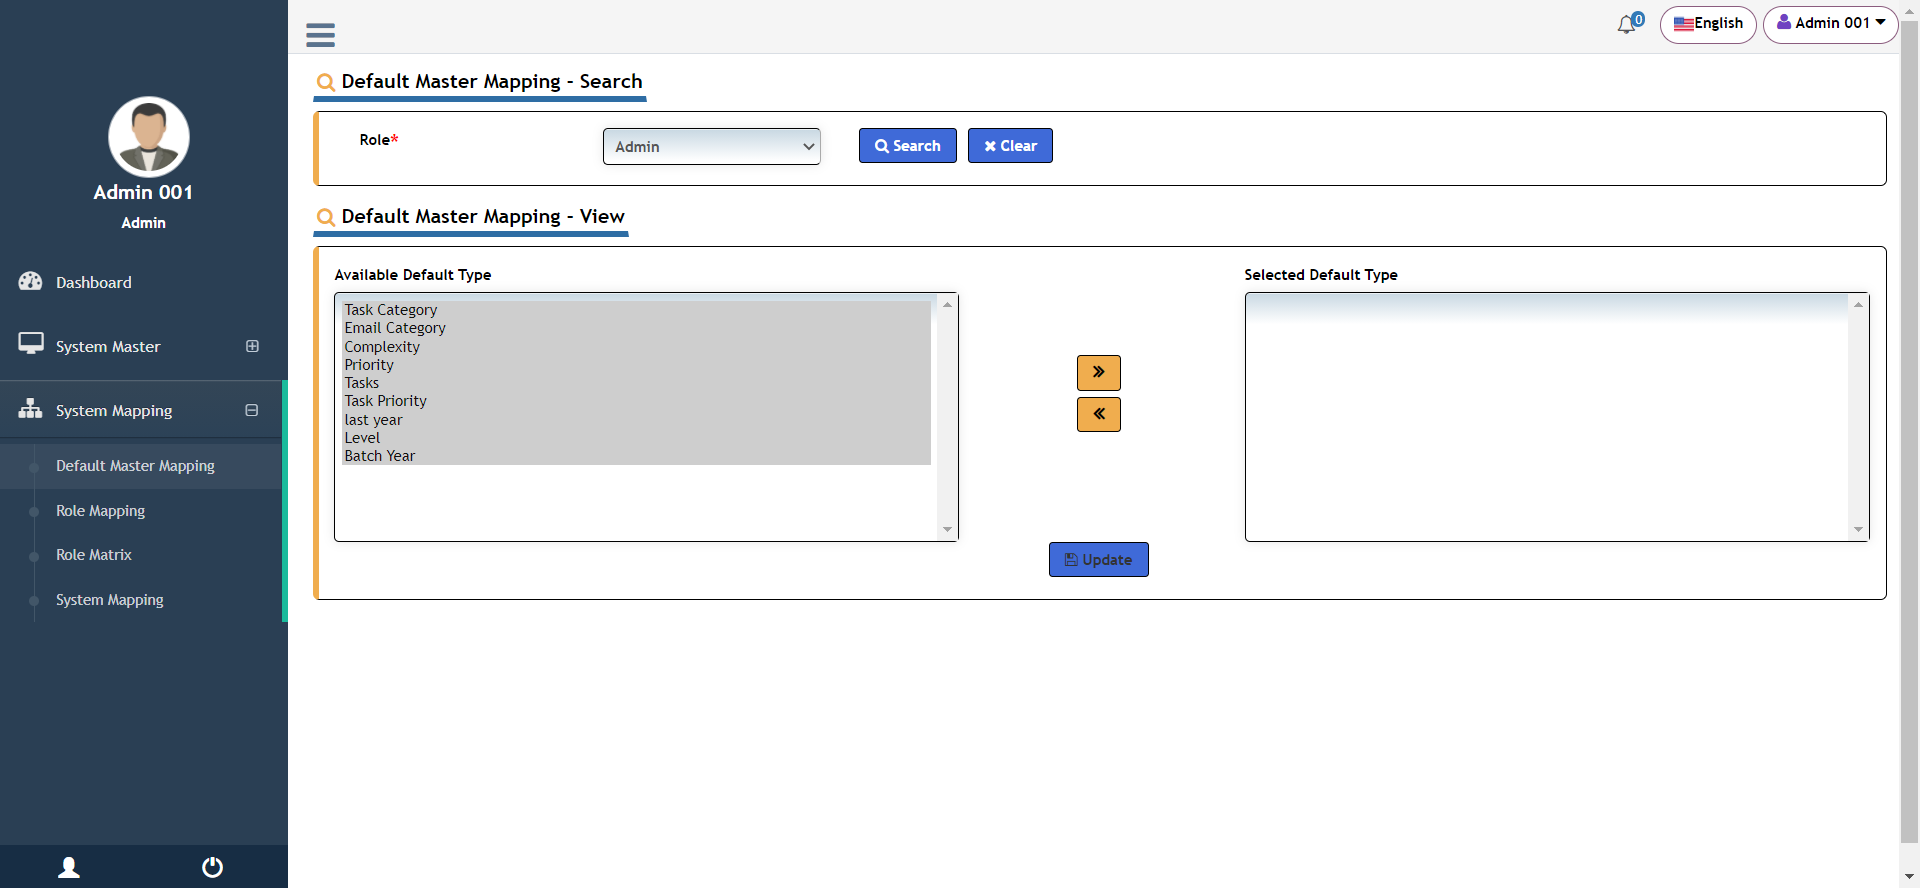 0
English
Admin 001
Admin 001
Admin
Dashboard
System Master
System Mapping
Default Master Mapping
Role Mapping
Role Matrix
System Mapping
Default Master Mapping - Search
Role*
Admin
Search
Clear
Default Master Mapping - View
Available Default Type
Task Category
Email Category
Complexity
Priority
Tasks
Task Priority
last year
Level
Batch Year
Selected Default Type
Update